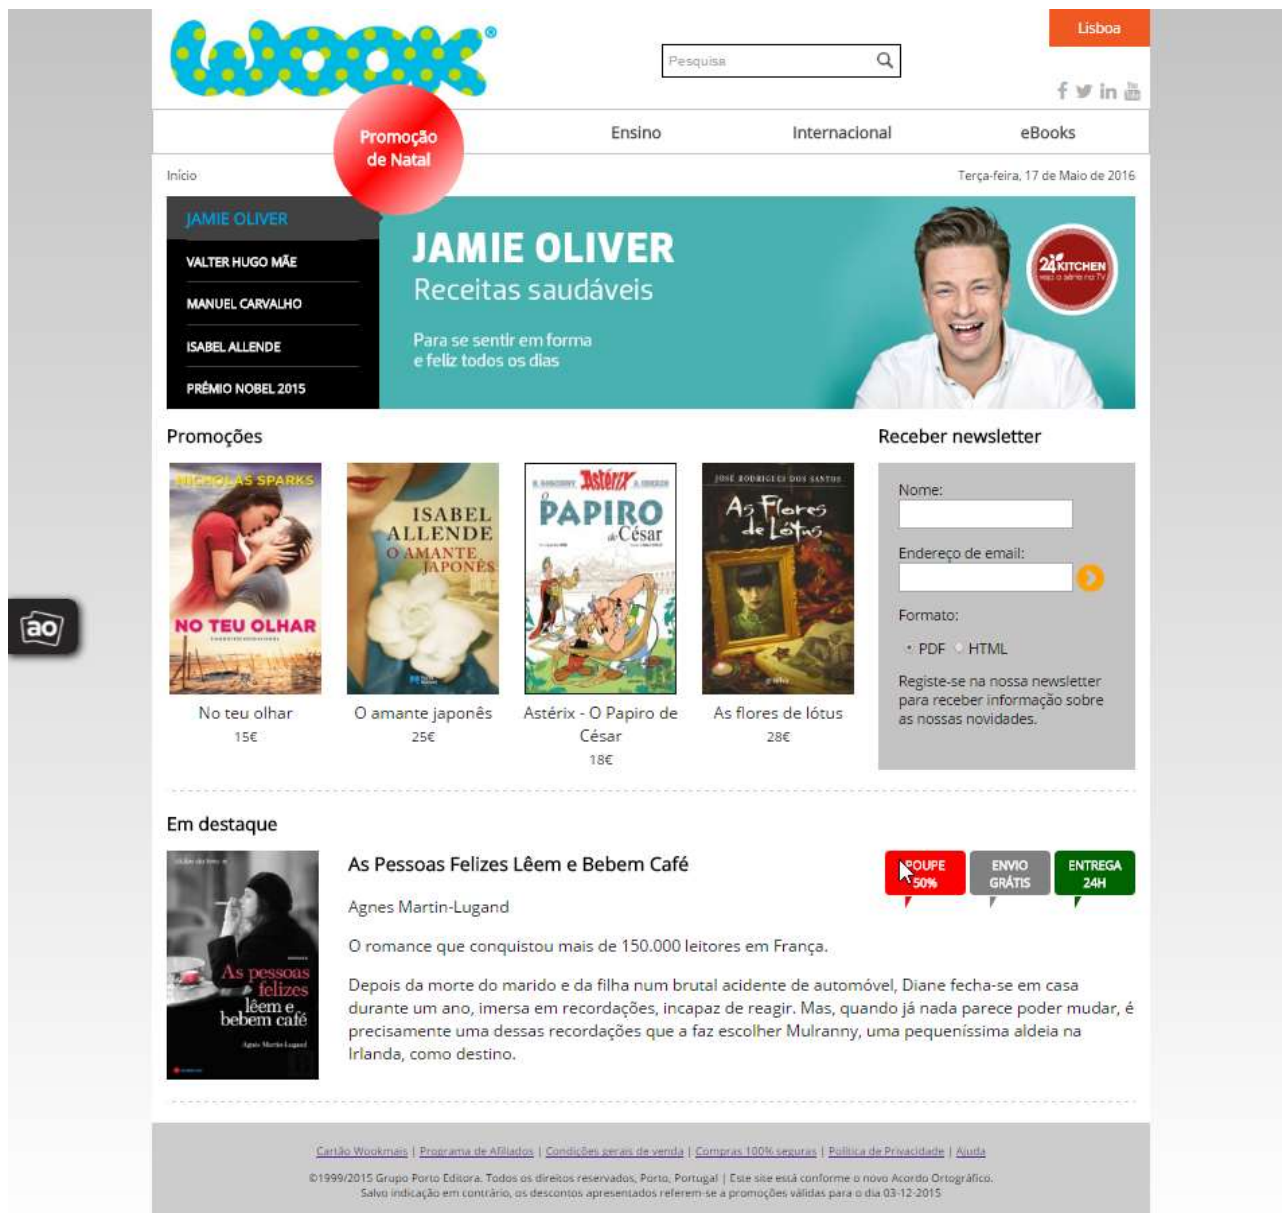 wook®
Lisboa
Pesquisa
Promoção
de Natal
Ensino
Internacional
eBooks
Início
Terça-feira, 17 de Maio de 2016
JAMIE OLIVER
VALTER HUGO MÃE
MANUEL CARVALHO
ISABEL ALLENDE
PRÉMIO NOBEL 2015
JAMIE OLIVER
Receitas saudáveis
Para se sentir em forma
e feliz todos os dias
24 KITCHEN
Promoções
NICHOLAS SPARKS
NO TEU OLHAR
ISABEL
ALLENDE
O AMANTE
JAPONÊS
Astérix
O
PAPIRO
de César
JOSÉ RODRIGUES DOS SANTOS
As Flores
de Lótus
No teu olhar
15€
O amante japonês
25€
Astérix - O Papiro de
César
18€
As flores de lótus
28€
Receber newsletter
Nome:
Endereço de email:
Formato:
PDF HTML
Registe-se na nossa newsletter
para receber informação sobre
as nossas novidades.
ao
Em destaque
As pessoas
felizes
lêem e
bebem café
Agnès Martin-Lugand
As Pessoas Felizes Lêem e Bebem Café
POUPE
50%
ENVIO
GRÁTIS
ENTREGA
24H
Agnes Martin-Lugand
O romance que conquistou mais de 150.000 leitores em França.
Depois da morte do marido e da filha num brutal acidente de automóvel, Diane fecha-se em casa
durante um ano, imersa em recordações, incapaz de reagir. Mas, quando já nada parece poder mudar, é
precisamente uma dessas recordações que a faz escolher Mulranny, uma pequeníssima aldeia na
Irlanda, como destino.
Cartão Wookmais | Programa de Afiliados | Condições gerais de venda | Compras 100% seguras | Política de Privacidade | Ajuda
©1999/2015 Grupo Porto Editora. Todos os direitos reservados, Porto, Portugal | Este site está conforme o novo Acordo Ortográfico.
Salvo indicação em contrário, os descontos apresentados referem-se a promoções válidas para o dia 03-12-2015